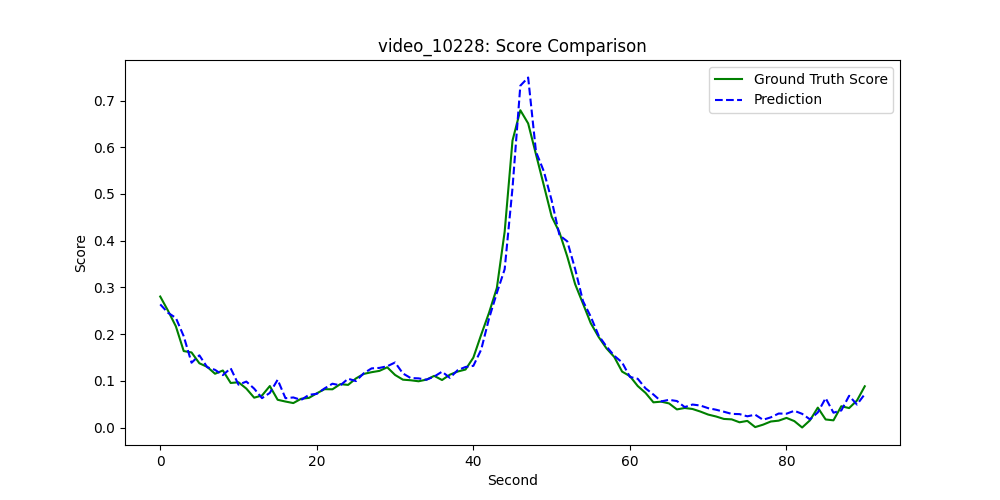 video_10228: Score Comparison
Ground Truth Score
Prediction
Score
0.7
0.6
0.5
0.4
0.3
0.2
0.1
0.0
0 20 40 60 80
Second